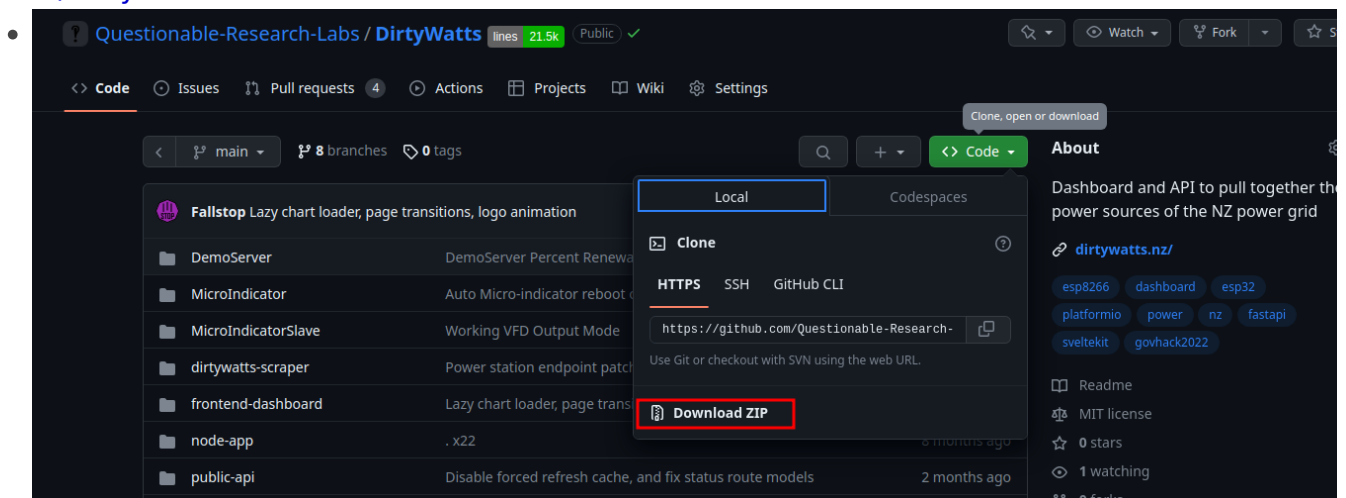 Questionable-Research-Labs / DirtyWatts lines 21.5k Public
Watch Fork
Code Issues Pull requests 4 Actions Projects Wiki Settings
Clone, open or download
main 8 branches 0 tags Code
About
Dashboard and API to pull together the
power sources of the NZ power grid
dirtywatts.nz/
esp8266 dashboard esp32
platformio power nz fastapi
sveltekit govhack2022
Readme
MIT license
0 stars
1 watching
Local Codespaces
Clone
HTTPS SSH GitHub CLI
https://github.com/Questionable-Research-
Use Git or checkout with SVN using the web URL.
Download ZIP
Fallstop Lazy chart loader, page transitions, logo animation
DemoServer DemoServer Percent Renewa
MicroIndicator Auto Micro-indicator reboot
MicroIndicatorSlave Working VFD Output Mode
dirtywatts-scraper Power station endpoint patch
frontend-dashboard Lazy chart loader, page trans
node-app . x22 8 months ago
public-api Disable forced refresh cache, and fix status route models 2 months ago